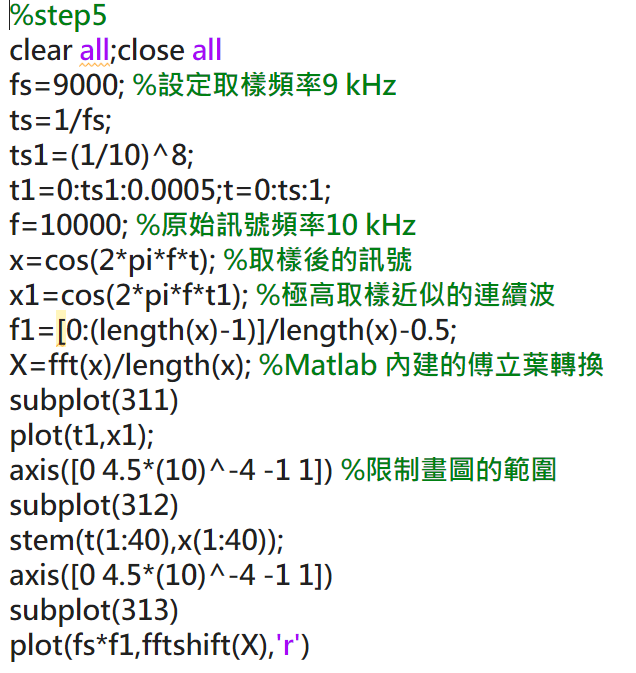 %step5
clear all;close all
fs=9000; %設定取樣頻率9 kHz
ts=1/fs;
ts1=(1/10)^8;
t1=0:ts1:0.0005;t=0:ts:1;
f=10000; %原始訊號頻率10 kHz
x=cos(2*pi*f*t); %取樣後的訊號
x1=cos(2*pi*f*t1); %極高取樣近似的連續波
f1=[0:(length(x)-1)]/length(x)-0.5;
X=fft(x)/length(x); %Matlab 內建的傅立葉轉換
subplot(311)
plot(t1,x1);
axis([0 4.5*(10)^-4 -1 1]) %限制畫圖的範圍
subplot(312)
stem(t(1:40),x(1:40));
axis([0 4.5*(10)^-4 -1 1])
subplot(313)
plot(fs*f1,fftshift(X),'r')